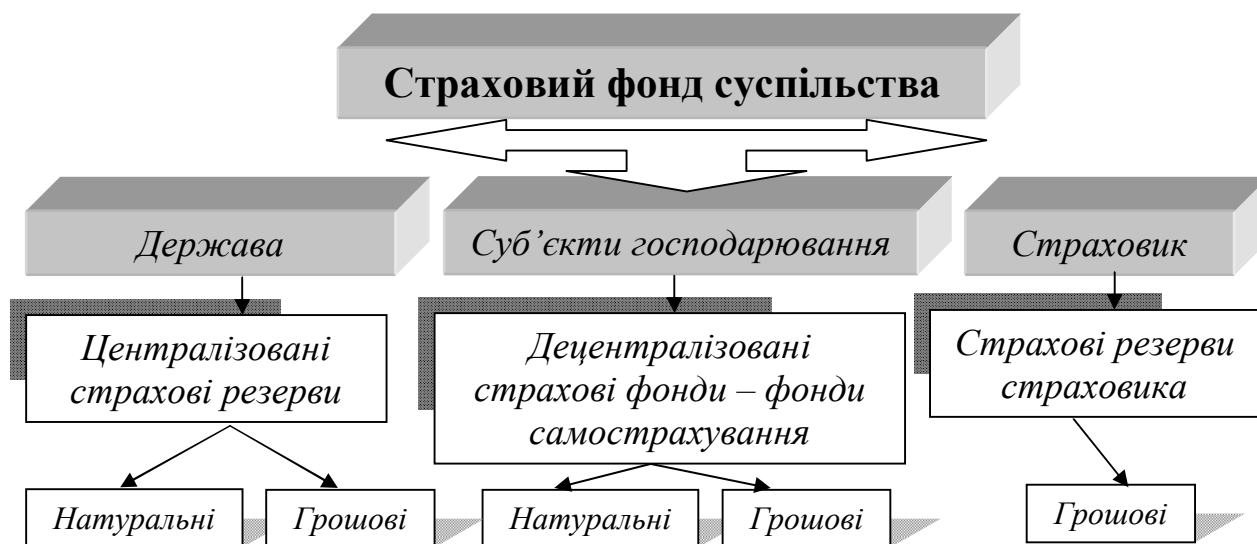 Страховий фонд суспільства
Держава
Суб’єкти господарювання
Страховик
Централізовані
страхові резерви
Децентралізовані
страхові фонди – фонди
самострахування
Страхові резерви
страховика
Натуральні
Грошові
Натуральні
Грошові
Грошові